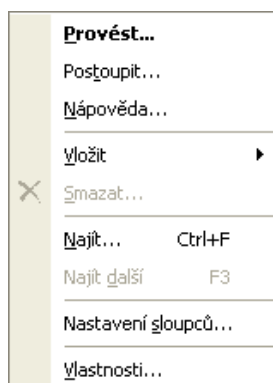 Provést...
Postoupit...
Nápověda...
Vložit
Smazat...
Najít... Ctrl+F
Najít další F3
Nastavení sloupců...
Vlastnosti...